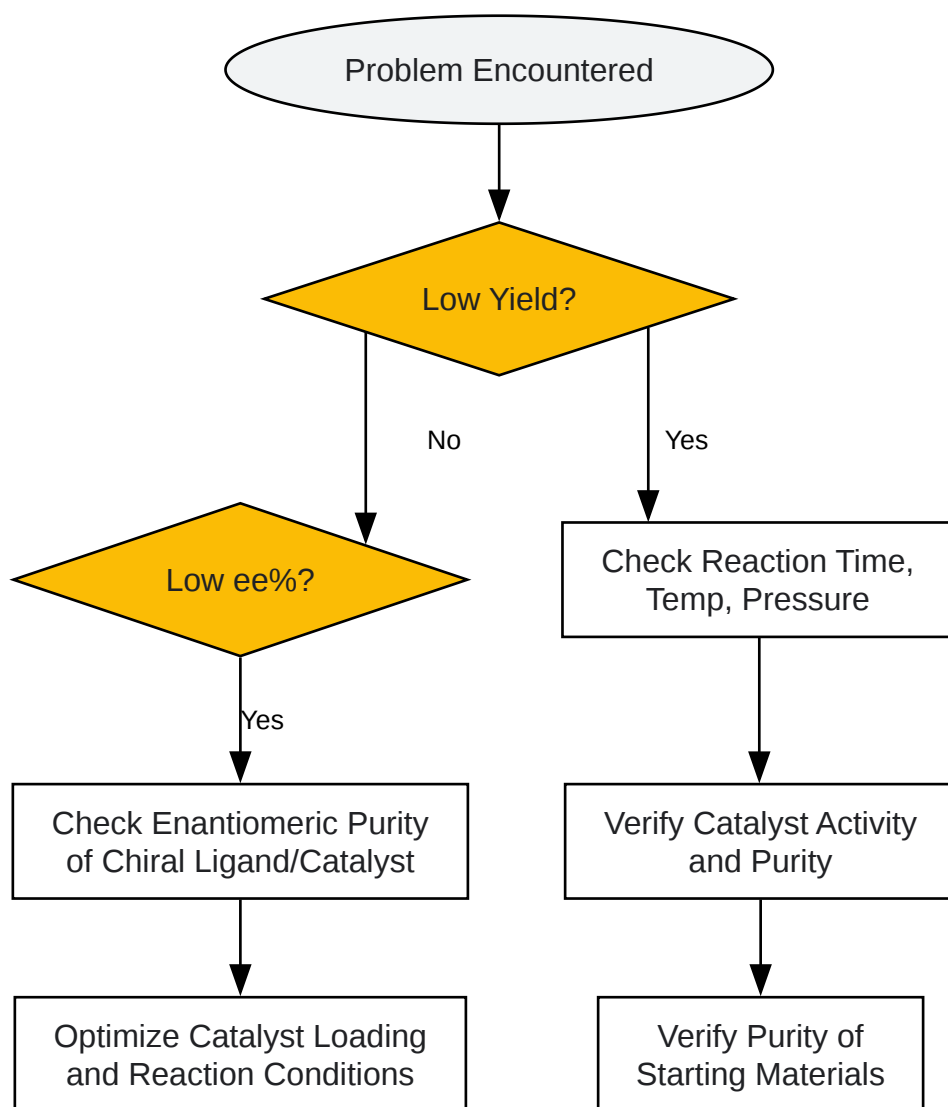 Problem Encountered
Low Yield?
No
Yes
Low ee%?
Check Reaction Time,
Temp, Pressure
Yes
Check Enantiomeric Purity
of Chiral Ligand/Catalyst
Verify Catalyst Activity
and Purity
Optimize Catalyst Loading
and Reaction Conditions
Verify Purity of
Starting Materials